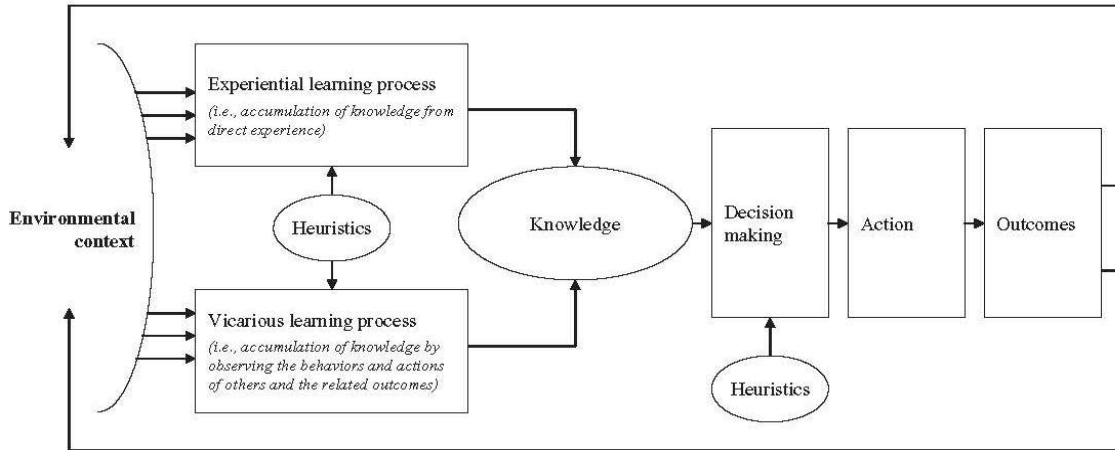 Experiential learning process
(i.e., accumulation of knowledge from
direct experience)
Environmental
context
Heuristics
Vicarious learning process
(i.e., accumulation of knowledge by
observing the behaviors and actions
of others and the related outcomes)
Knowledge
Decision
making
Action
Outcomes
Heuristics